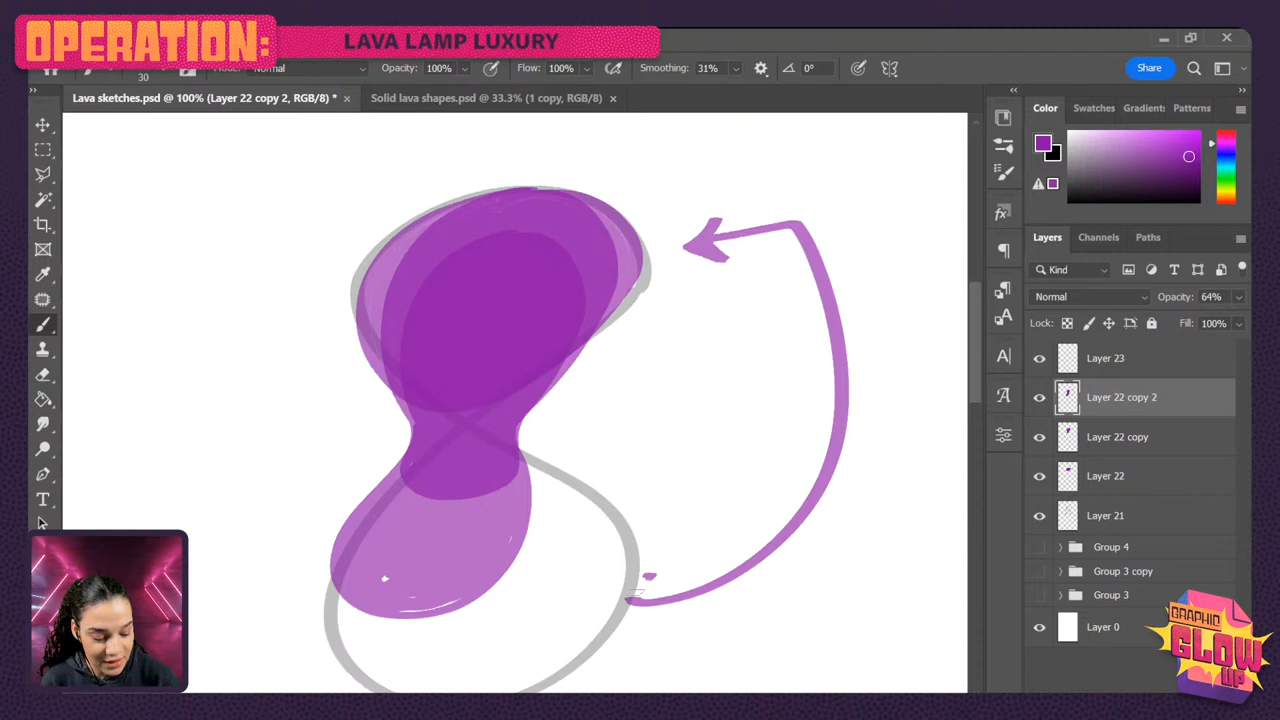 OPERATION:
LAVA LAMP LUXURY
30
Normal
Opacity: 100%
Flow: 100%
Smoothing: 31%
0°
Share
Lava sketches.psd @ 100% (Layer 22 copy 2, RGB/8) *
Solid lava shapes.psd @ 33.3% (1 copy, RGB/8)
Color
Swatches
Gradient:
Patterns
Layers
Channels
Paths
Kind
Normal
Opacity: 64%
Lock:
Fill: 100%
Layer 23
Layer 22 copy 2
Layer 22 copy
Layer 22
Layer 21
Group 4
Group 3 copy
Group 3
Layer 0
GRAPHIC
GLOW
UP